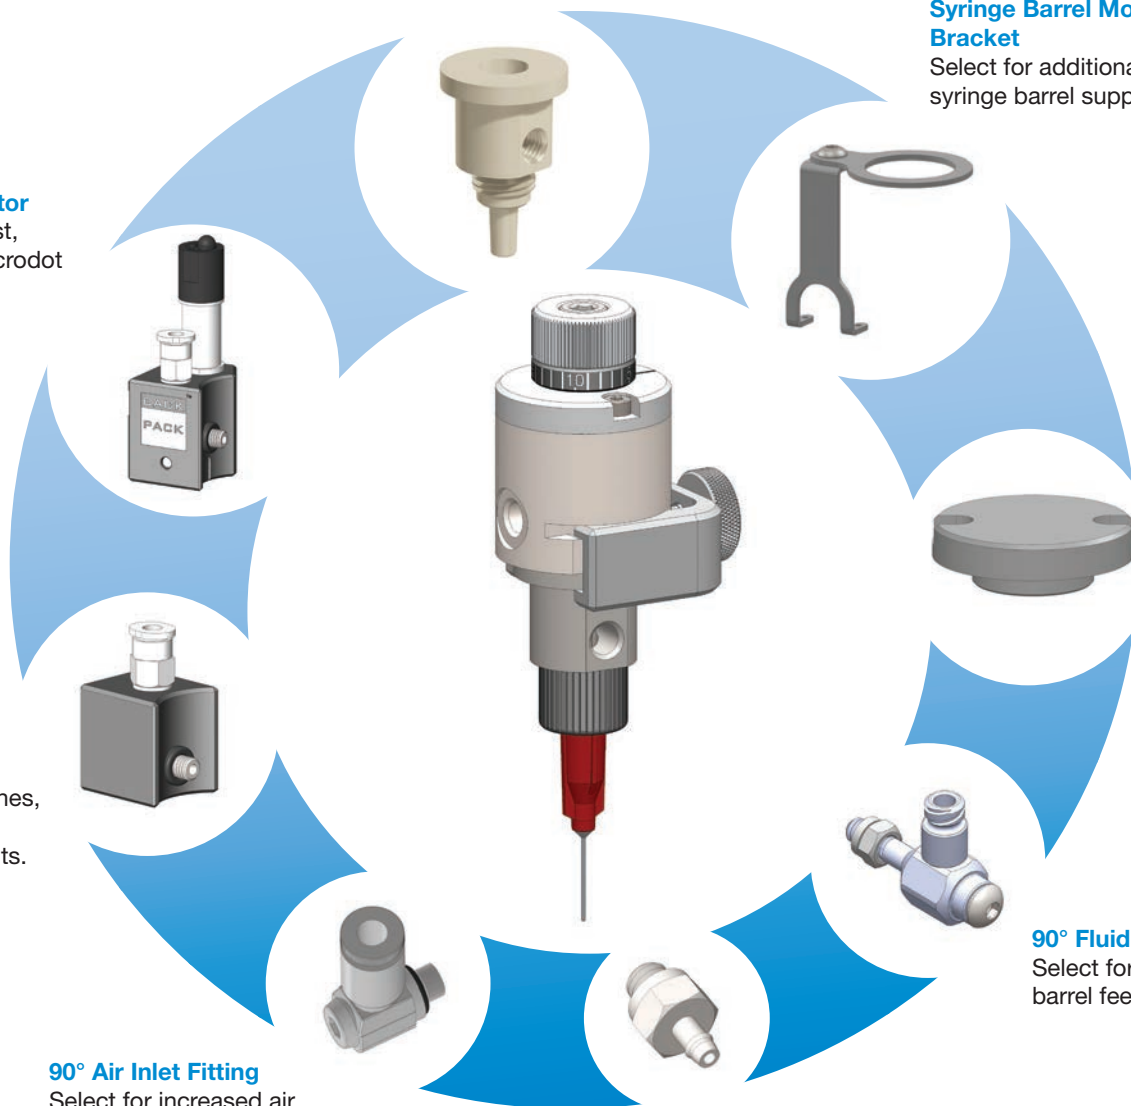 Syringe Barrel Mo
Bracket
Select for additiona
syringe barrel supp
tor
st,
crodot
10
BACK
PACK
nes,
ts.
90° Fluid
Select for
barrel fee
90° Air Inlet Fitting
Select for increased air